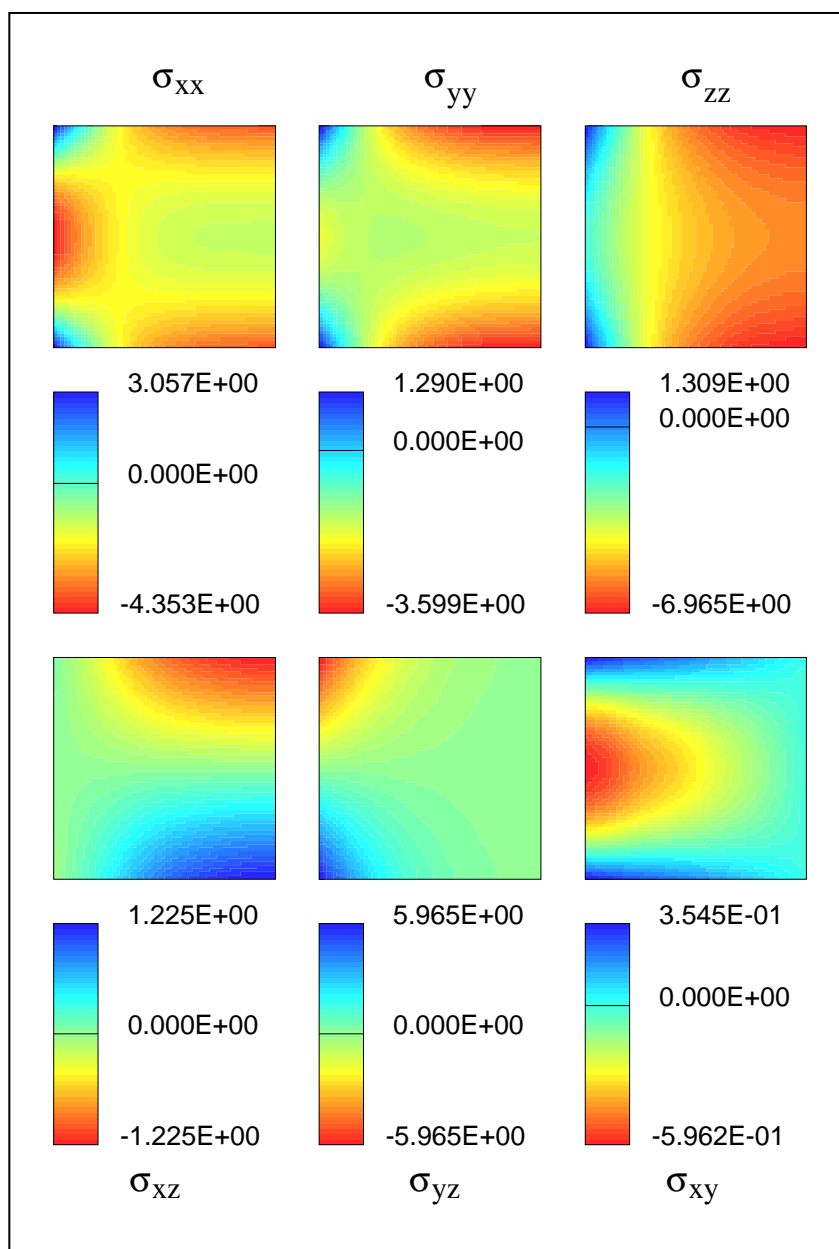 σxx σyy σzz
3.057E+00 1.290E+00 1.309E+00
0.000E+00 0.000E+00 0.000E+00
-4.353E+00 -3.599E+00 -6.965E+00
1.225E+00 5.965E+00 3.545E-01
0.000E+00 0.000E+00 0.000E+00
-1.225E+00 -5.965E+00 -5.962E-01
σxz σyz σxy